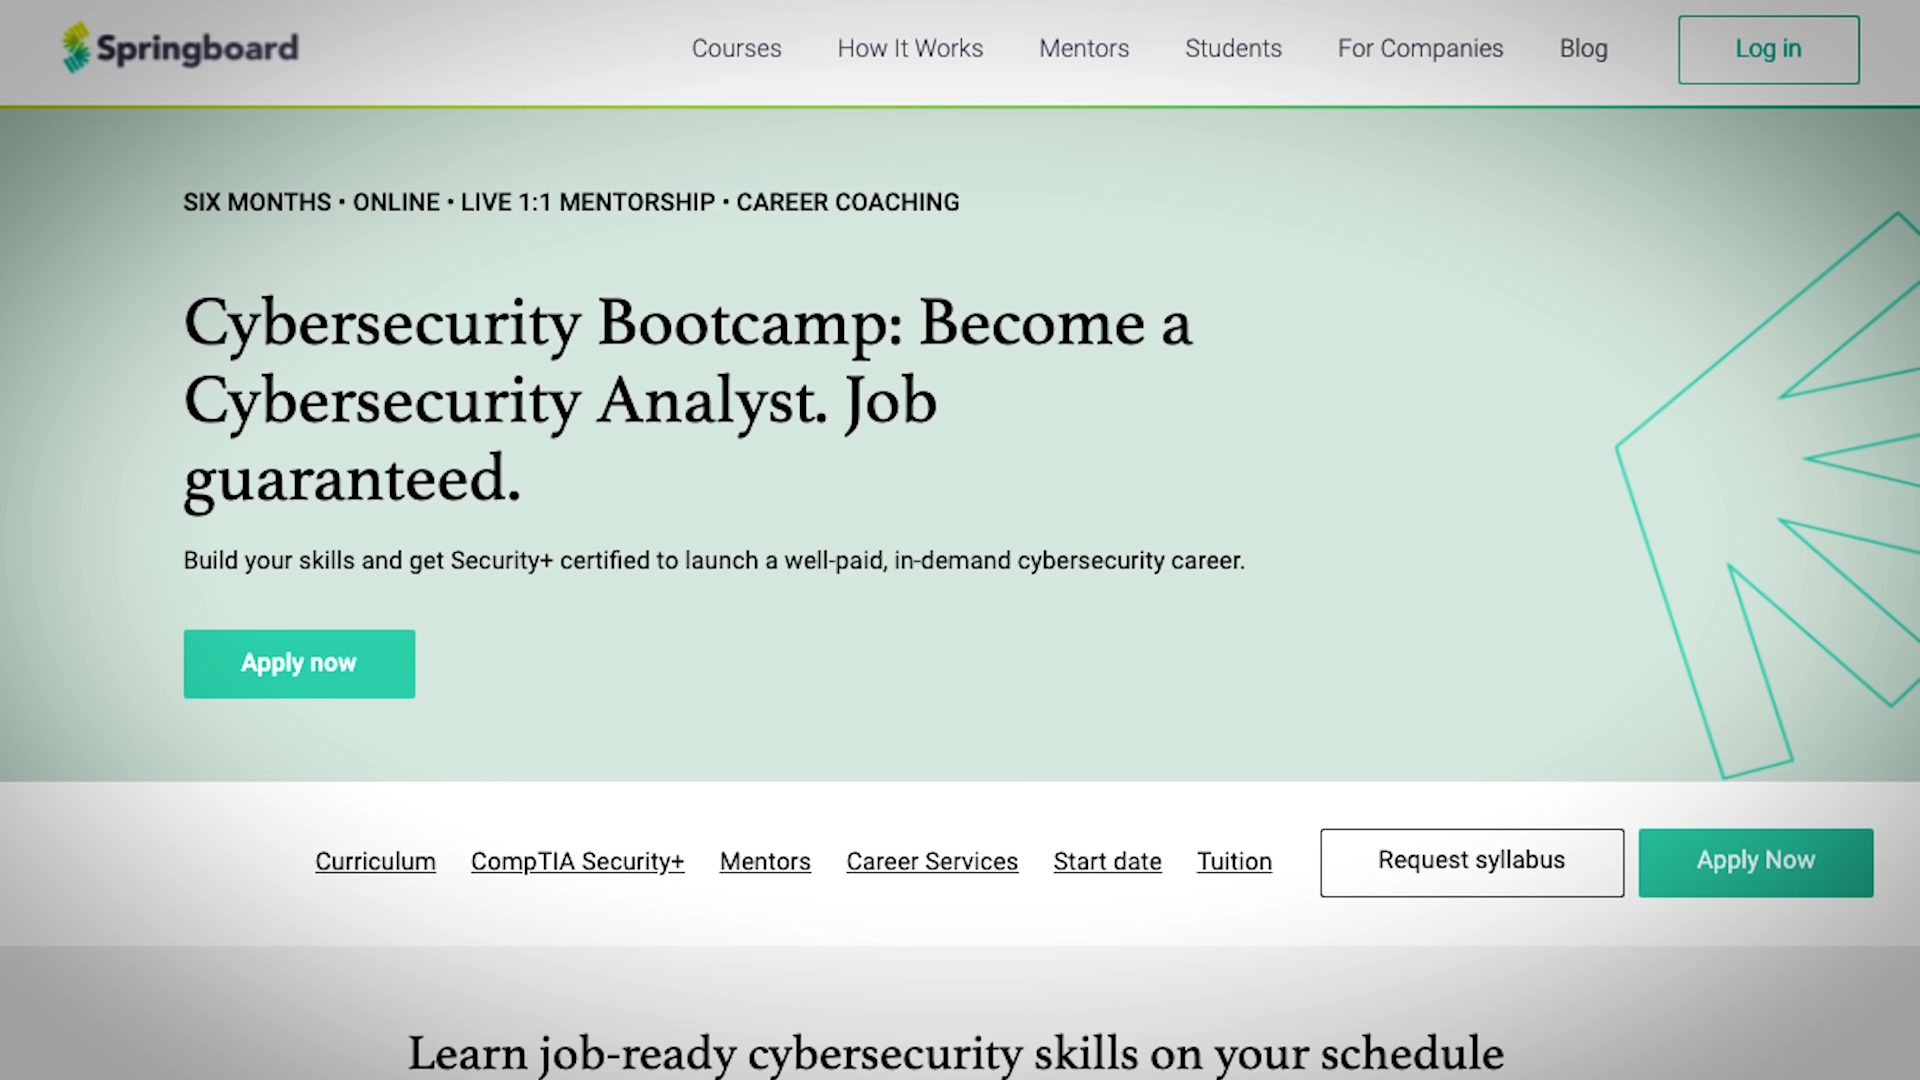 Springboard
Courses How It Works Mentors Students For Companies Blog Log in
SIX MONTHS • ONLINE • LIVE 1:1 MENTORSHIP • CAREER COACHING
Cybersecurity Bootcamp: Become a
Cybersecurity Analyst. Job
guaranteed.
Build your skills and get Security+ certified to launch a well-paid, in-demand cybersecurity career.
Apply now
Curriculum CompTIA Security+ Mentors Career Services Start date Tuition Request syllabus Apply Now
Learn job-ready cybersecurity skills on your schedule